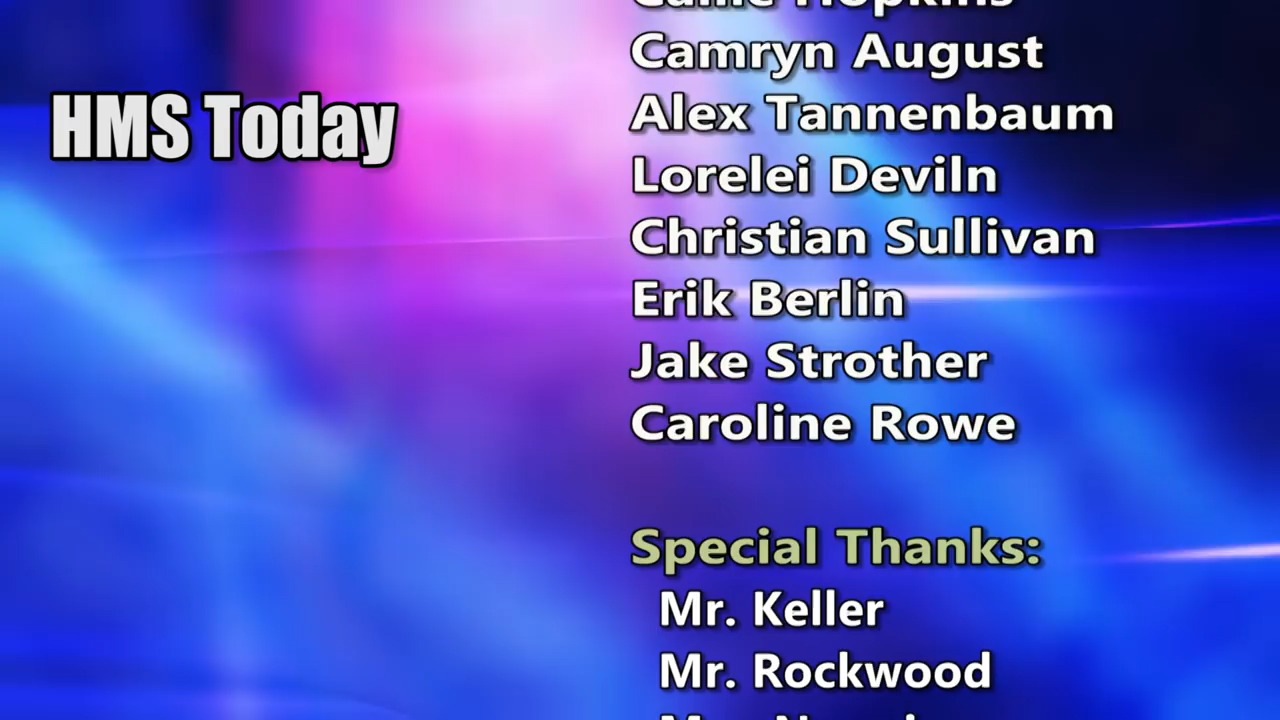 HMS Today
Hopkins
Camryn August
Alex Tannenbaum
Lorelei Deviln
Christian Sullivan
Erik Berlin
Jake Strother
Caroline Rowe
Special Thanks:
Mr. Keller
Mr. Rockwood